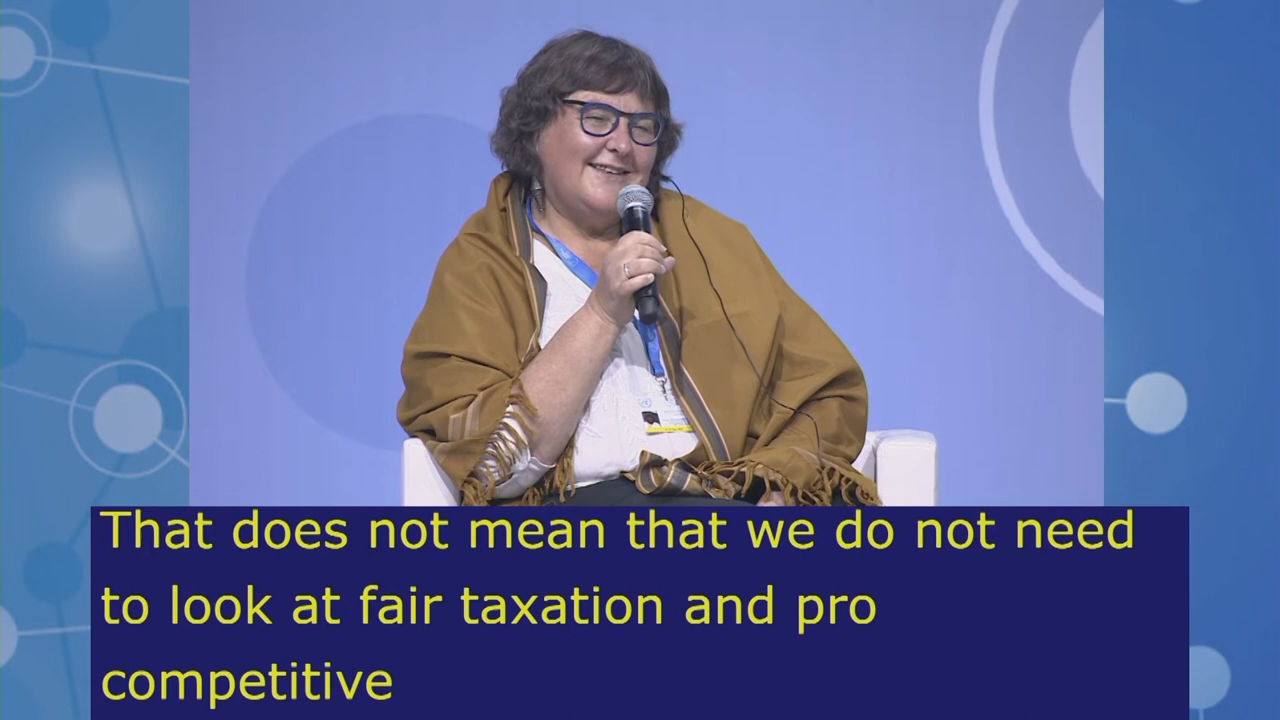 That does not mean that we do not need
to look at fair taxation and pro
competitive